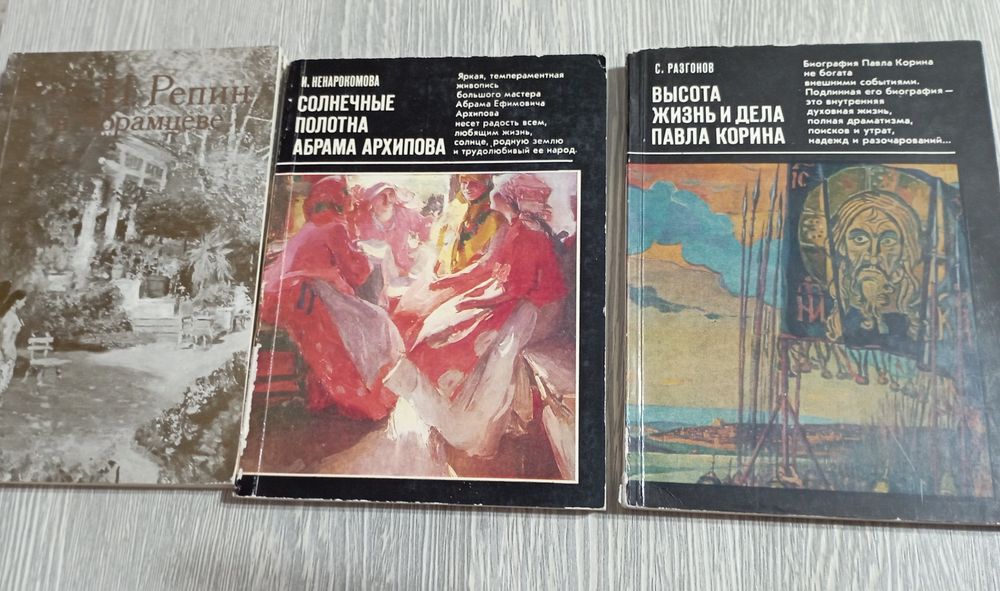 Репин
И. НЕНАРОКОМОВА
СОЛНЕЧНЫЕ
ПОЛОТНА
АБРАМА АРХИПОВА
Яркая, темпераментная
живопись
большого мастера
Абрама Ефимовича
Архипова
несет радость всем,
любящим жизнь,
солнце, родную землю
и трудолюбивый ее народ.
С. РАЗГОНОВ
ВЫСОТА
ЖИЗНЬ И ДЕЛА
ПАВЛА КОРИНА
Биография Павла Корина
не богата
внешними событиями.
Подлинная его биография —
это внутренняя
духовная жизнь,
полная драматизма,
поисков и утрат,
надежд и разочарований...
IC